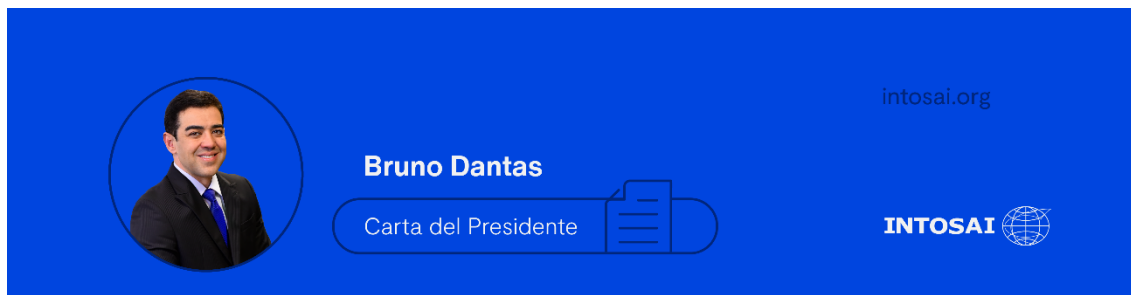 intosai.org
Bruno Dantas
Carta del Presidente
INTOSAI